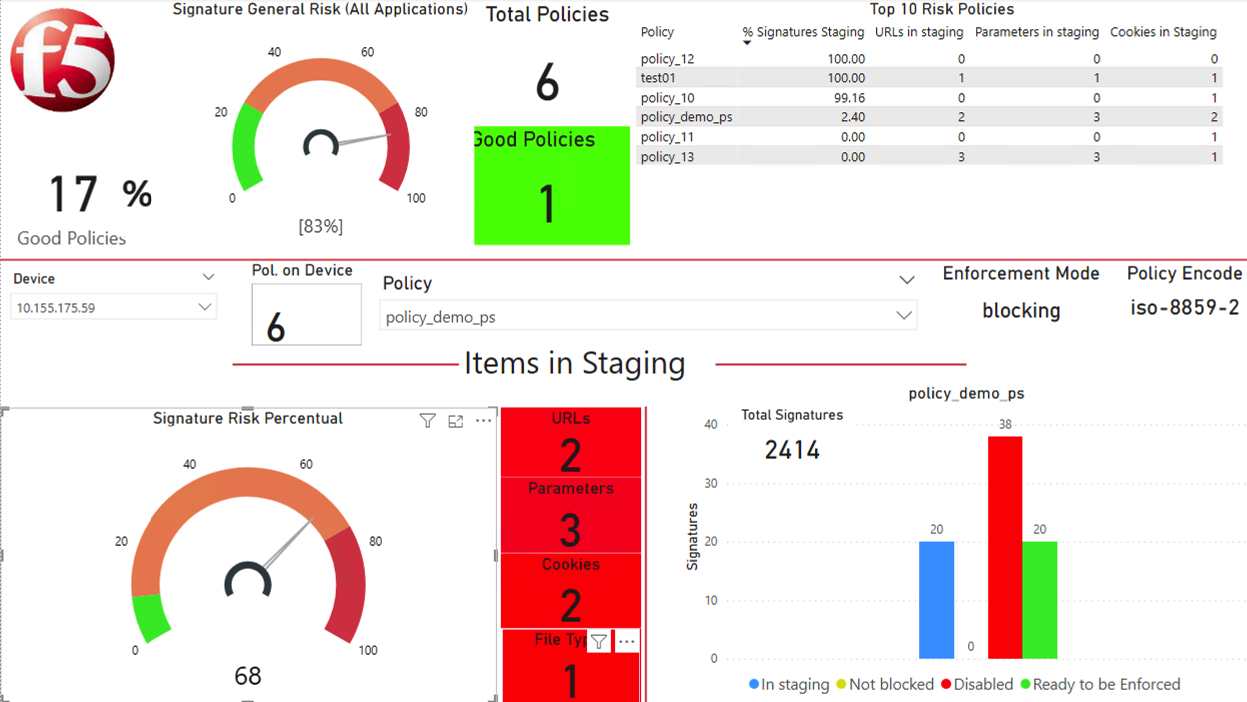 f5
Signature General Risk (All Applications)
0
20
40
60
80
100
[83%]
17 %
Good Policies
Total Policies
6
Good Policies
1
Top 10 Risk Policies
Policy % Signatures Staging URLs in staging Parameters in staging Cookies in Staging
policy_12 100.00 0 0 0
test01 100.00 1 1 1
policy_10 99.16 0 0 1
policy_demo_ps 2.40 2 3 2
policy_11 0.00 0 0 1
policy_13 0.00 3 3 1
Device
10.155.175.59
Pol. on Device
6
Policy
policy_demo_ps
Enforcement Mode
blocking
Policy Encode
iso-8859-2
Items in Staging
Signature Risk Percentual
0
20
40
60
80
100
68
URLs
2
Parameters
3
Cookies
2
File Typ
1
policy_demo_ps
Total Signatures
2414
Signatures
40
30
20
10
0
20
0
38
20
In staging Not blocked Disabled Ready to be Enforced